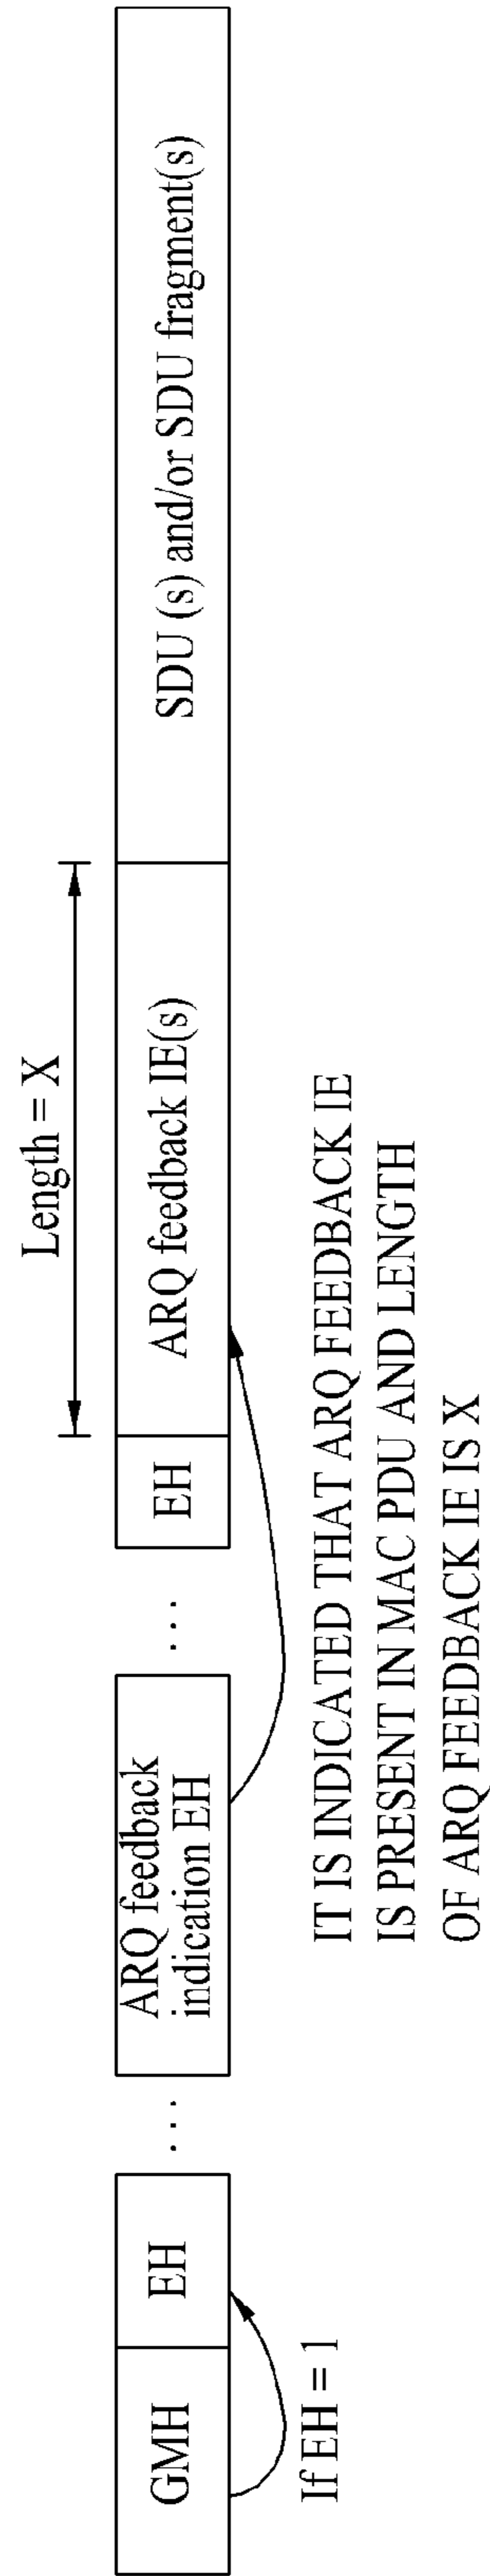 Length = X
GMH
EH
...
ARQ feedback
indication EH
...
EH
ARQ feedback IE(s)
SDU (s) and/or SDU fragment(s)
If EH = 1
IT IS INDICATED THAT ARQ FEEDBACK IE
IS PRESENT IN MAC PDU AND LENGTH
OF ARQ FEEDBACK IE IS X